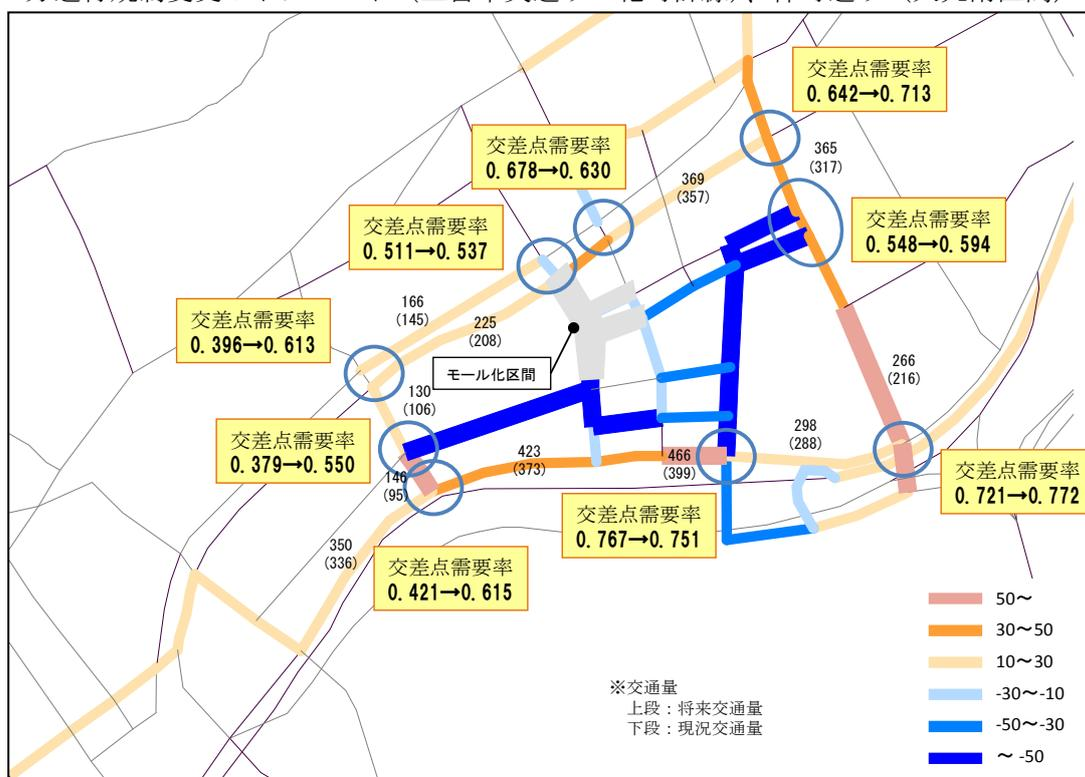 交差点需要率
0.642→0.713
交差点需要率
0.678→0.630
365
(317)
369
(357)
交差点需要率
0.511→0.537
交差点需要率
0.548→0.594
166
(145)
225
(208)
交差点需要率
0.396→0.613
モール化区間
130
(106)
266
(216)
交差点需要率
0.379→0.550
298
(288)
423
(373)
466
(399)
146
(95)
交差点需要率
0.721→0.772
交差点需要率
0.767→0.751
350
(336)
交差点需要率
0.421→0.615
50～
30～50
10～30
-30～-10
-50～-30
～ -50
※交通量
上段：将来交通量
下段：現況交通量